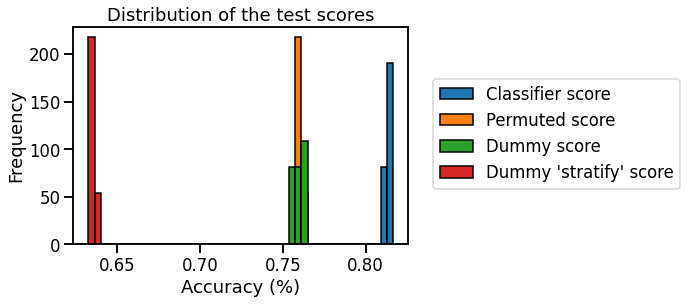 Distribution of the test scores
Frequency
200
150
100
50
0
0.65 0.70 0.75 0.80
Accuracy (%)
Classifier score
Permuted score
Dummy score
Dummy 'stratify' score